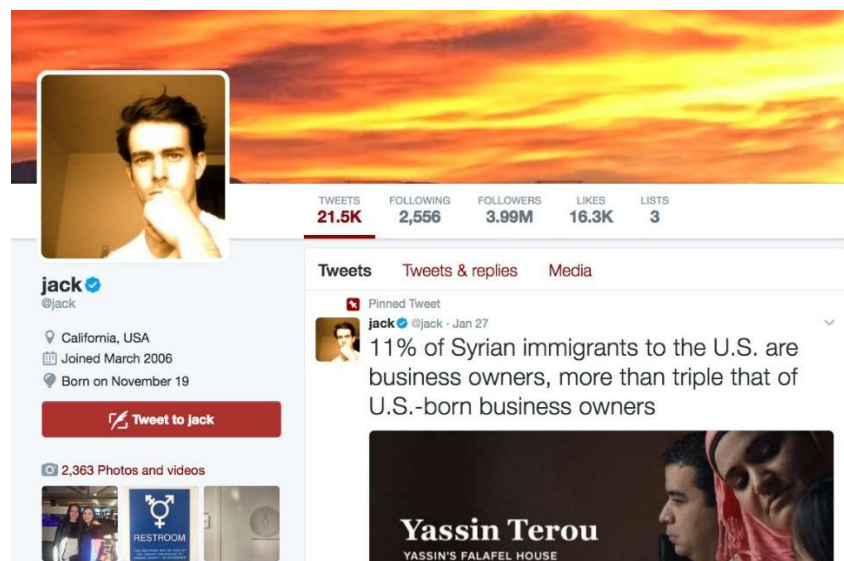 TWEETS FOLLOWING FOLLOWERS LIKES LISTS
21.5K 2,556 3.99M 16.3K 3
jack
@jack
California, USA
Joined March 2006
Born on November 19
Tweet to jack
2,363 Photos and videos
RESTROOM
Tweets Tweets & replies Media
Pinned Tweet
jack @jack · Jan 27
11% of Syrian immigrants to the U.S. are
business owners, more than triple that of
U.S.-born business owners
Yassin Terou
YASSIN'S FALAFEL HOUSE